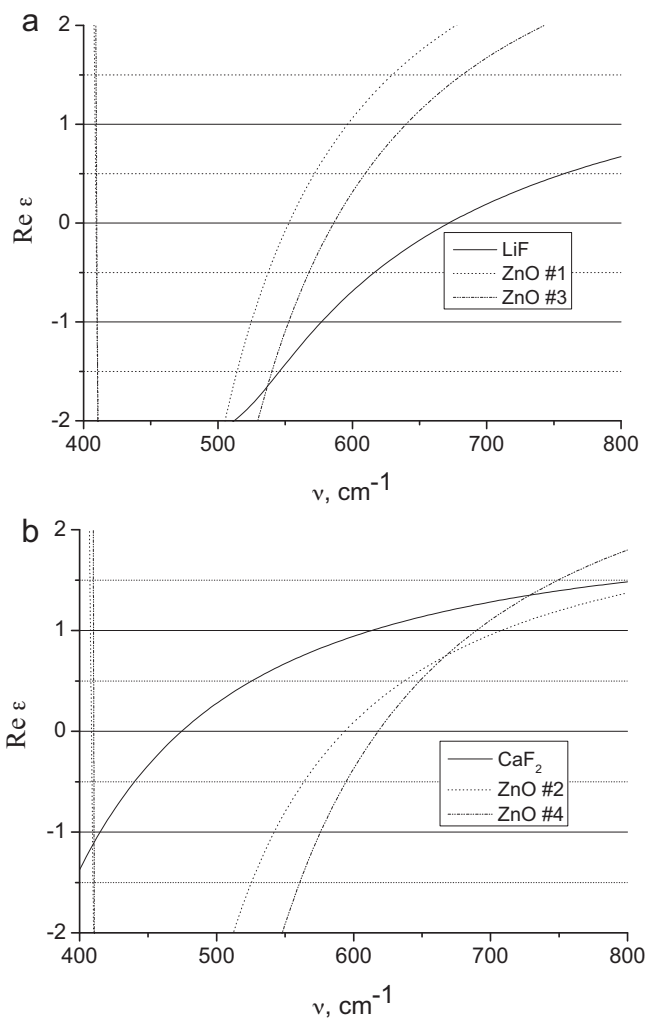 a
2
1
0
-1
-2
Re ε
400 500 600 700 800
ν, cm-1
LiF
ZnO #1
ZnO #3
b
2
1
0
-1
-2
Re ε
400 500 600 700 800
ν, cm-1
CaF2
ZnO #2
ZnO #4